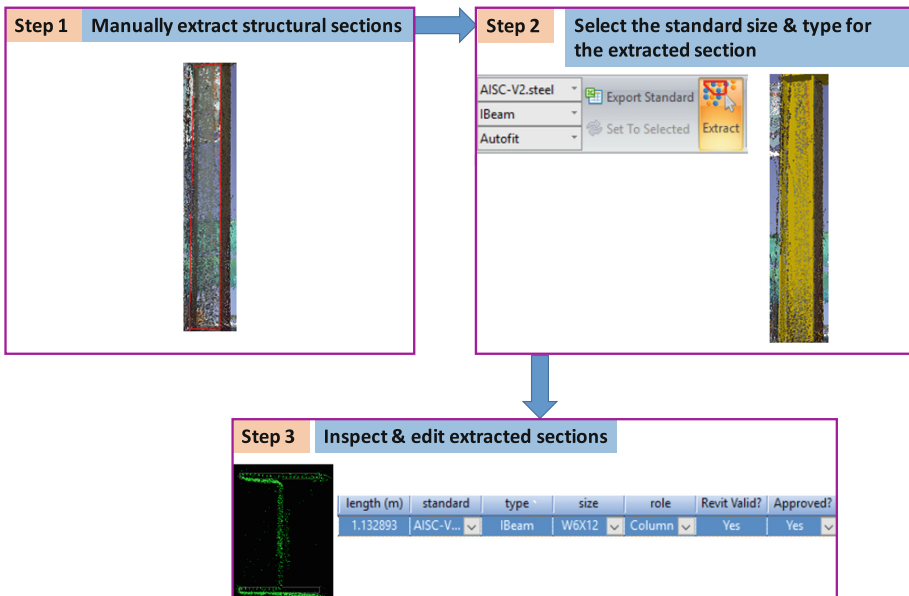 Step 1
Manually extract structural sections
Step 2
Select the standard size & type for
the extracted section
AISC-V2.steel
IBeam
Autofit
Export Standard
Set To Selected
Extract
Step 3
Inspect & edit extracted sections
length (m) standard type size role Revit Valid? Approved?
1.132893 AISC-V... IBeam W6X12 Column Yes Yes